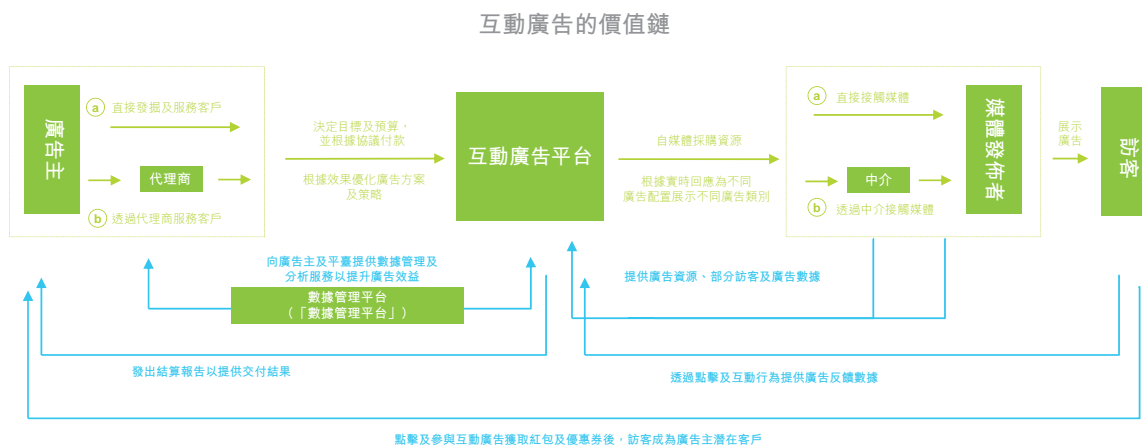 互動廣告的價值鏈
廣告主
a 直接發掘及服務客戶
代理商
b 透過代理商服務客戶
決定目標及預算，
並根據協議付款
根據效果優化廣告方案
及策略
互動廣告平台
自媒體採購資源
根據實時回應為不同
廣告配置展示不同廣告類別
a 直接接觸媒體
中介
b 透過中介接觸媒體
媒體發佈者
展示
廣告
訪客
向廣告主及平臺提供數據管理及
分析服務以提升廣告效益
數據管理平台
（「數據管理平台」）
提供廣告資源、部分訪客及廣告數據
發出結算報告以提供交付結果
透過點擊及互動行為提供廣告反饋數據
點擊及參與互動廣告獲取紅包及優惠券後，訪客成為廣告主潛在客戶